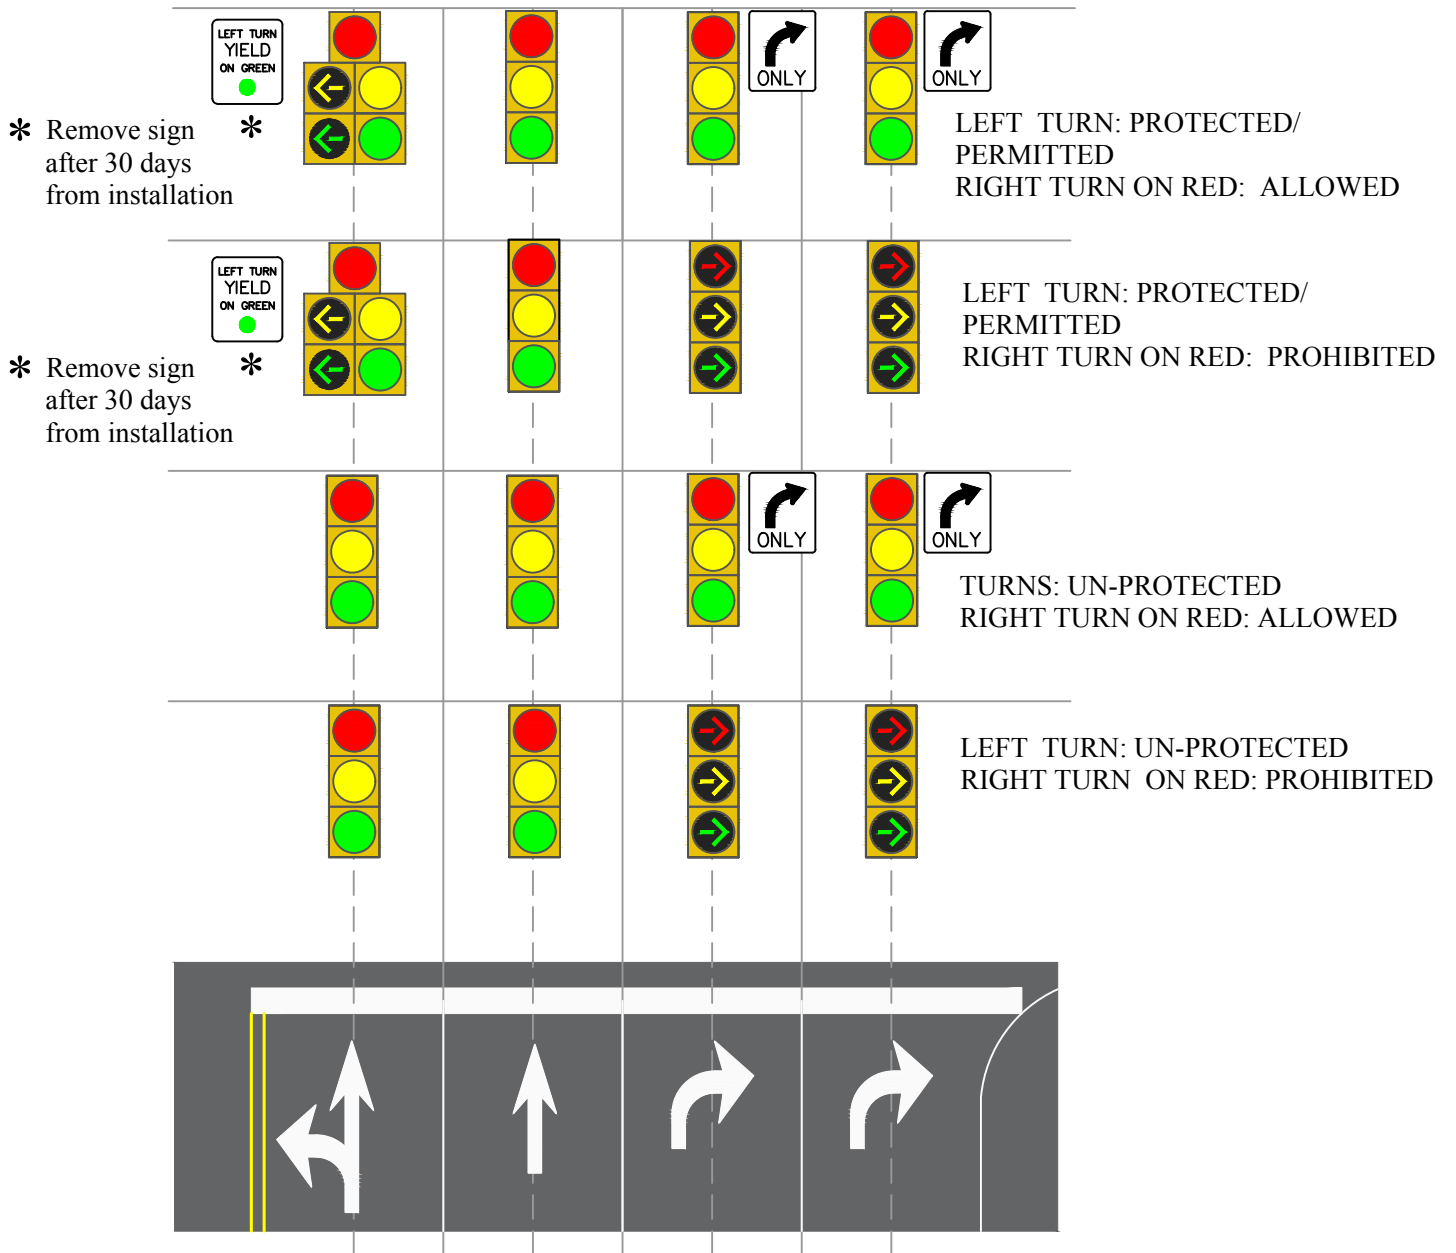 LEFT TURN
YIELD
ON GREEN
ONLY
ONLY
* Remove sign *
after 30 days
from installation
LEFT TURN: PROTECTED/
PERMITTED
RIGHT TURN ON RED: ALLOWED
LEFT TURN
YIELD
ON GREEN
* Remove sign *
after 30 days
from installation
LEFT TURN: PROTECTED/
PERMITTED
RIGHT TURN ON RED: PROHIBITED
ONLY
ONLY
TURNS: UN-PROTECTED
RIGHT TURN ON RED: ALLOWED
LEFT TURN: UN-PROTECTED
RIGHT TURN ON RED: PROHIBITED